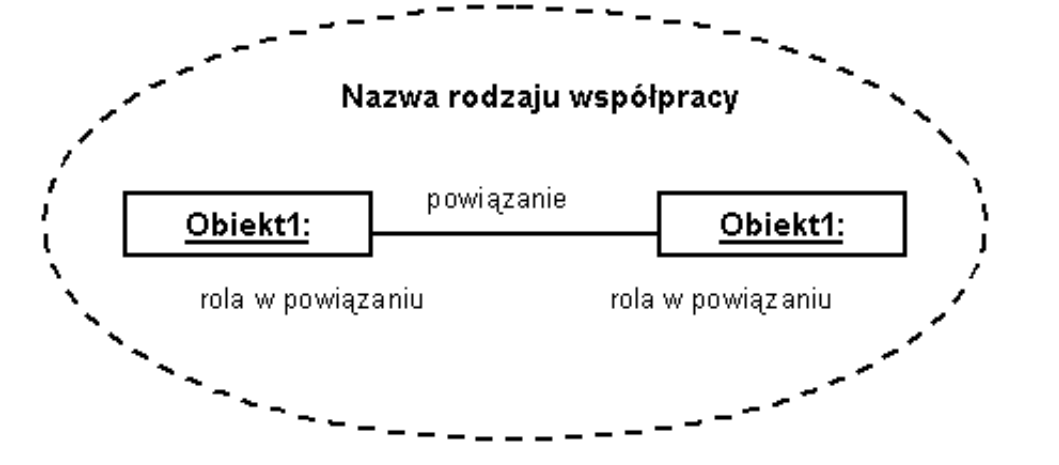 Nazwa rodzaju współpracy
powiązanie
Obiekt1: Obiekt1:
rola w powiązaniu rola w powiązaniu